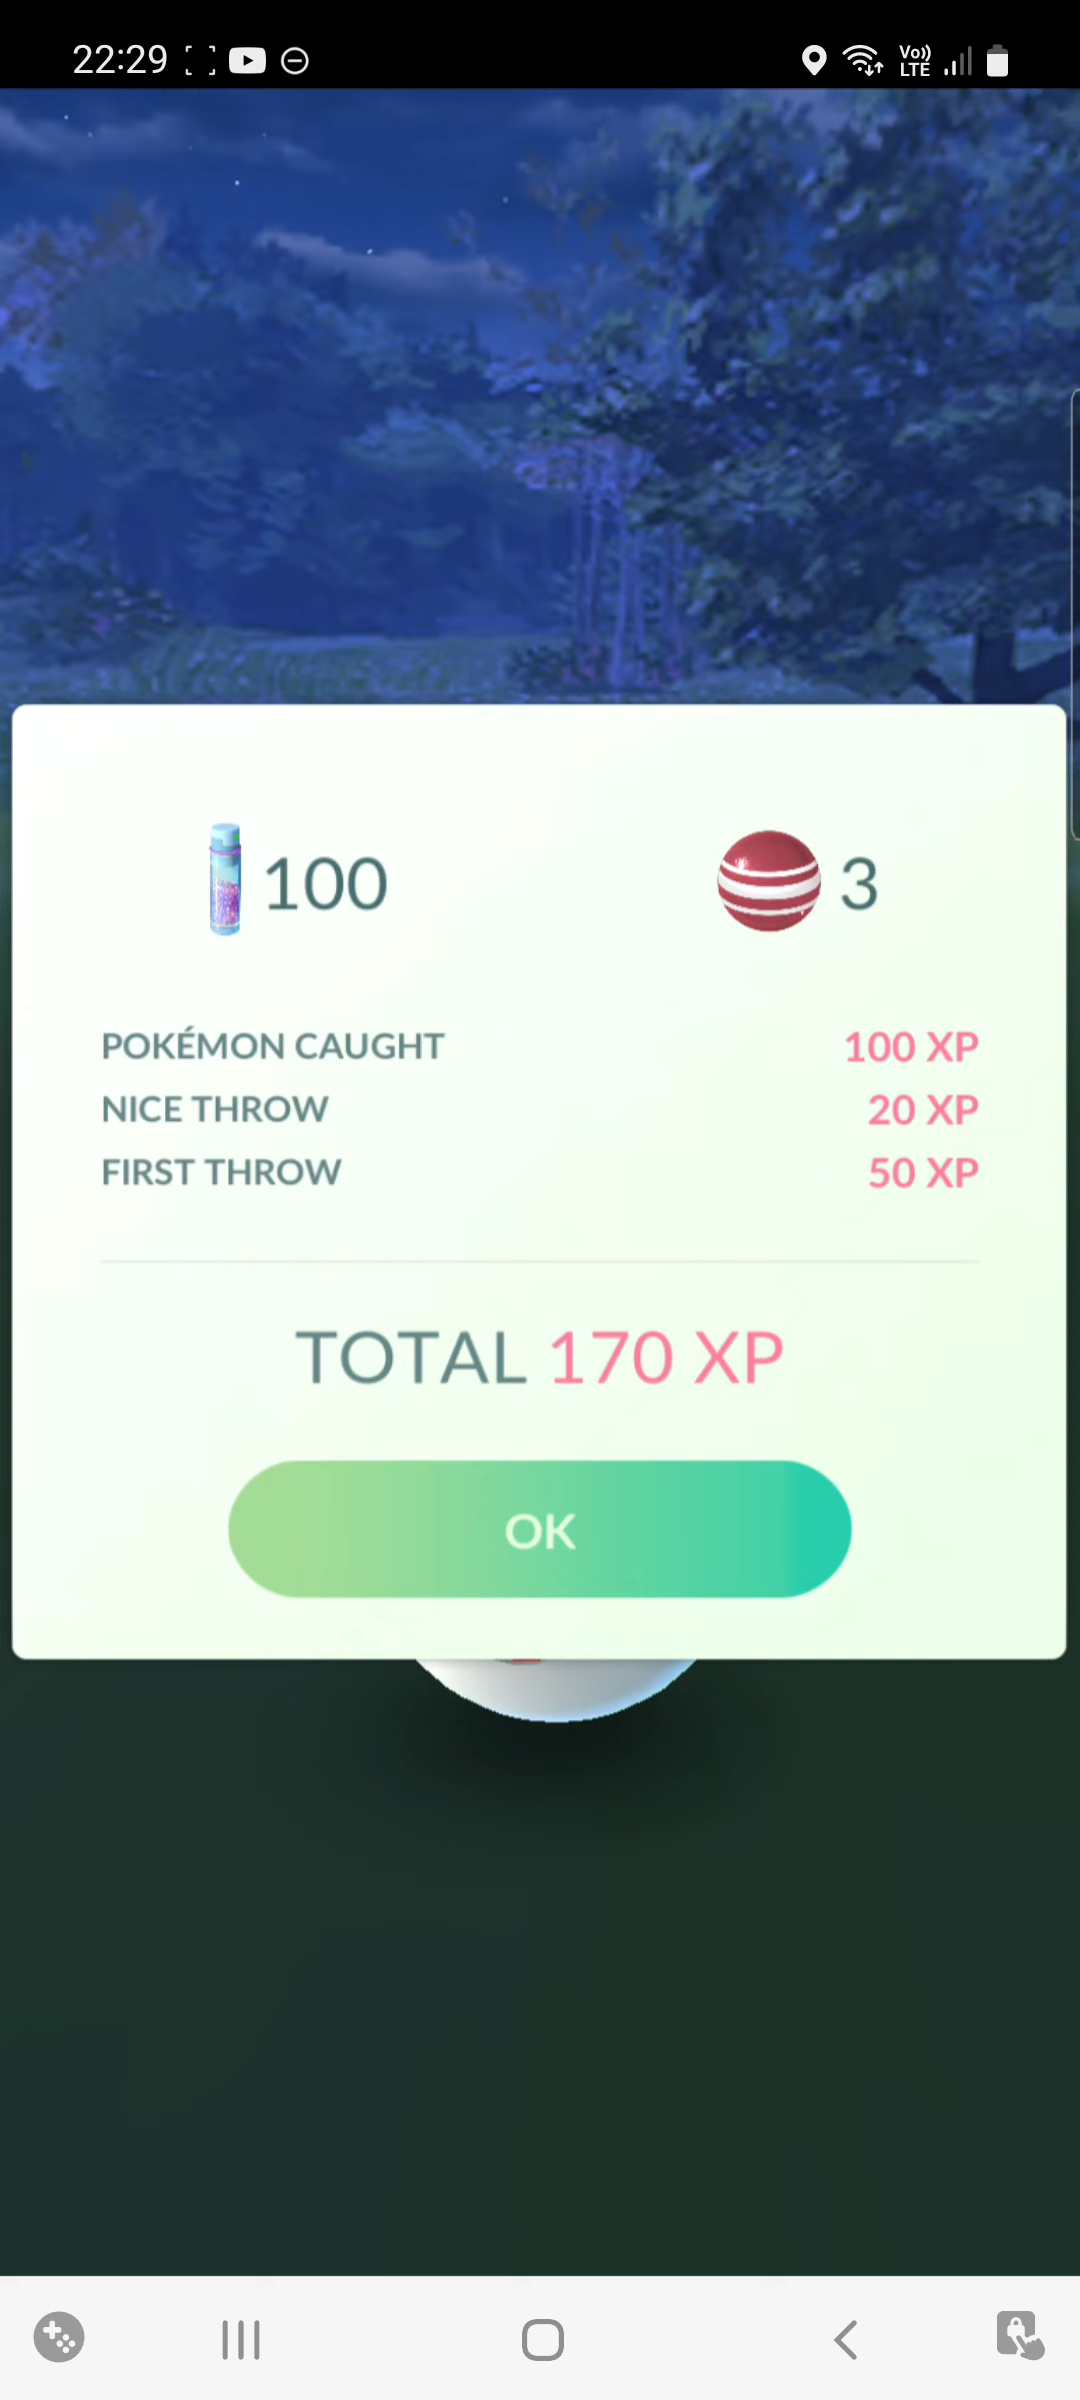 22:29
Vo)) LTE
100
3
POKÉMON CAUGHT 100 XP
NICE THROW 20 XP
FIRST THROW 50 XP
TOTAL 170 XP
OK